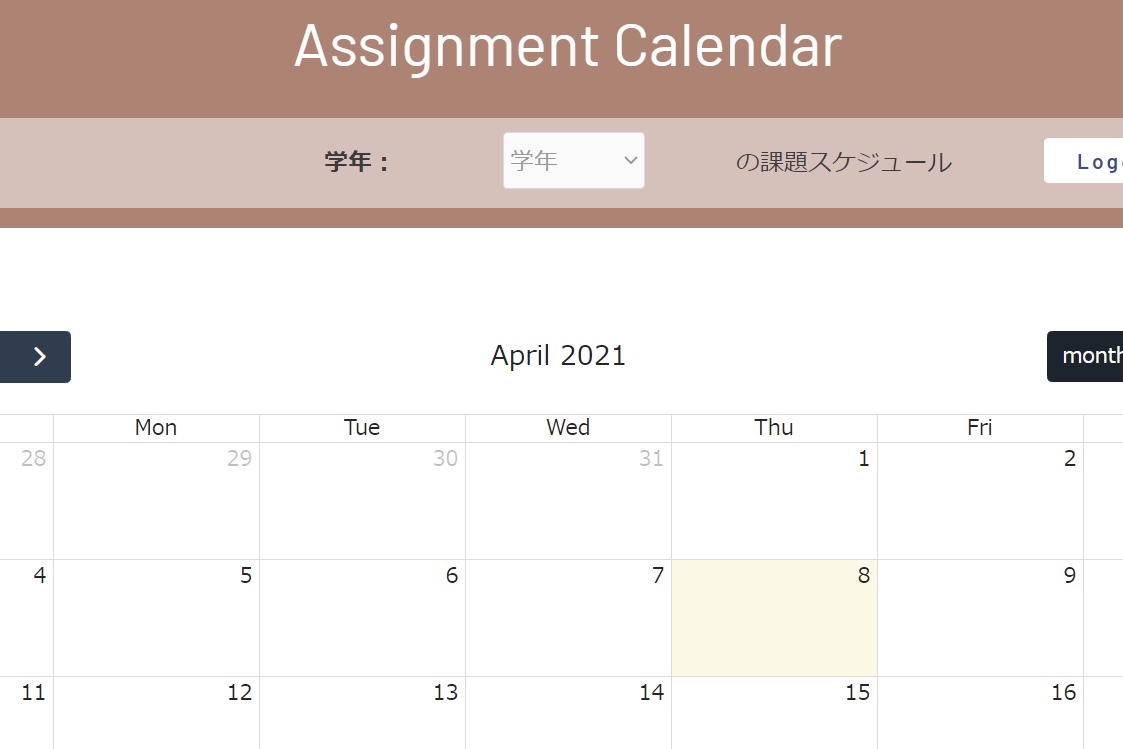 Assignment Calendar
学年： 学年 の課題スケジュール Log
April 2021 month
Mon Tue Wed Thu Fri
28 29 30 31 1 2
4 5 6 7 8 9
11 12 13 14 15 16